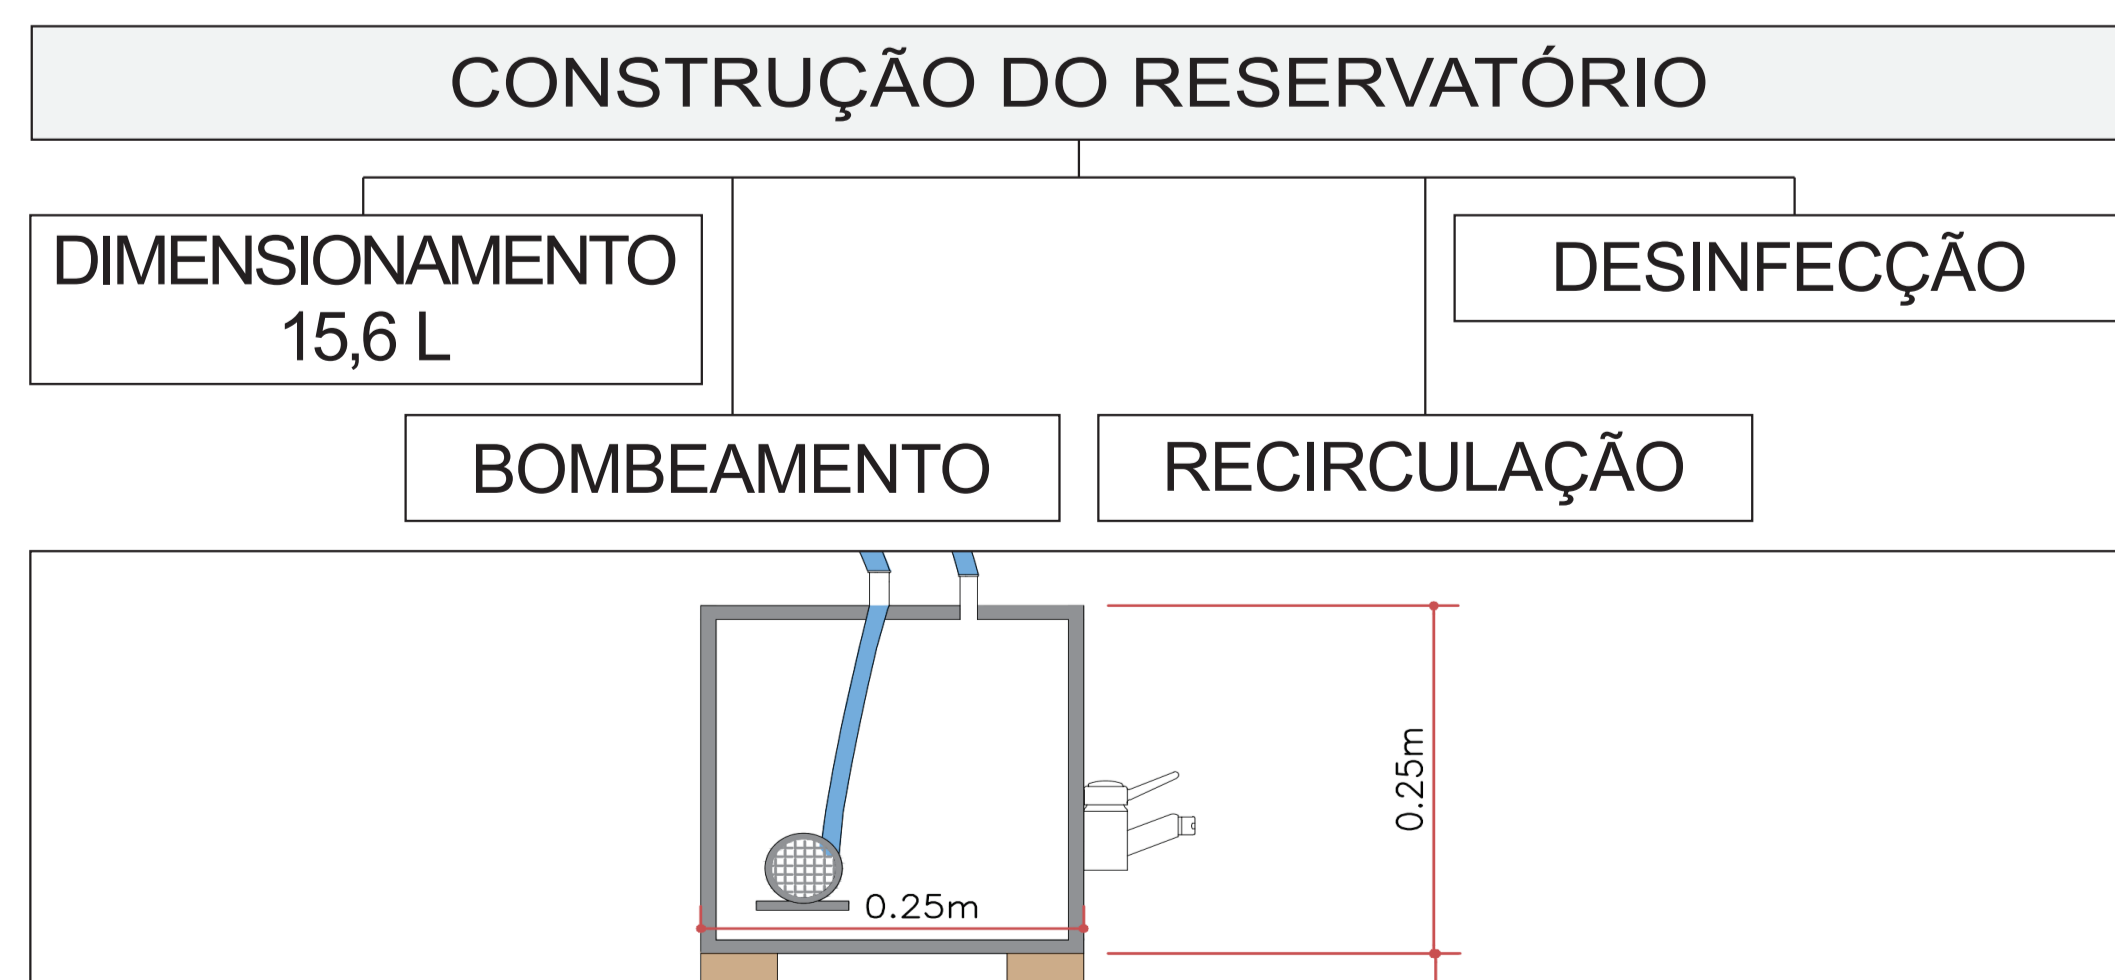 CONSTRUÇÃO DO RESERVATÓRIO
DIMENSIONAMENTO
15,6 L
DESINFECÇÃO
BOMBEAMENTO
RECIRCULAÇÃO
0.25m
0.25m